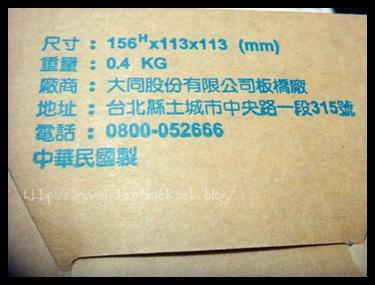 尺寸：156ᴴx113x113 (mm)
重量：0.4 KG
廠商：大同股份有限公司板橋廠
地址：台北縣土城市中央路一段315號
電話：0800-052666
中華民國製